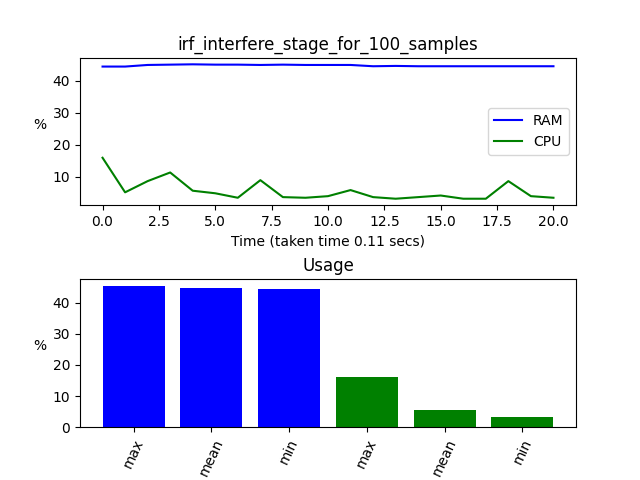 irf_interfere_stage_for_100_samples
40
30
%
20
10
RAM
CPU
0.0 2.5 5.0 7.5 10.0 12.5 15.0 17.5 20.0
Time (taken time 0.11 secs)
Usage
40
30
%
20
10
0
max mean min max mean min